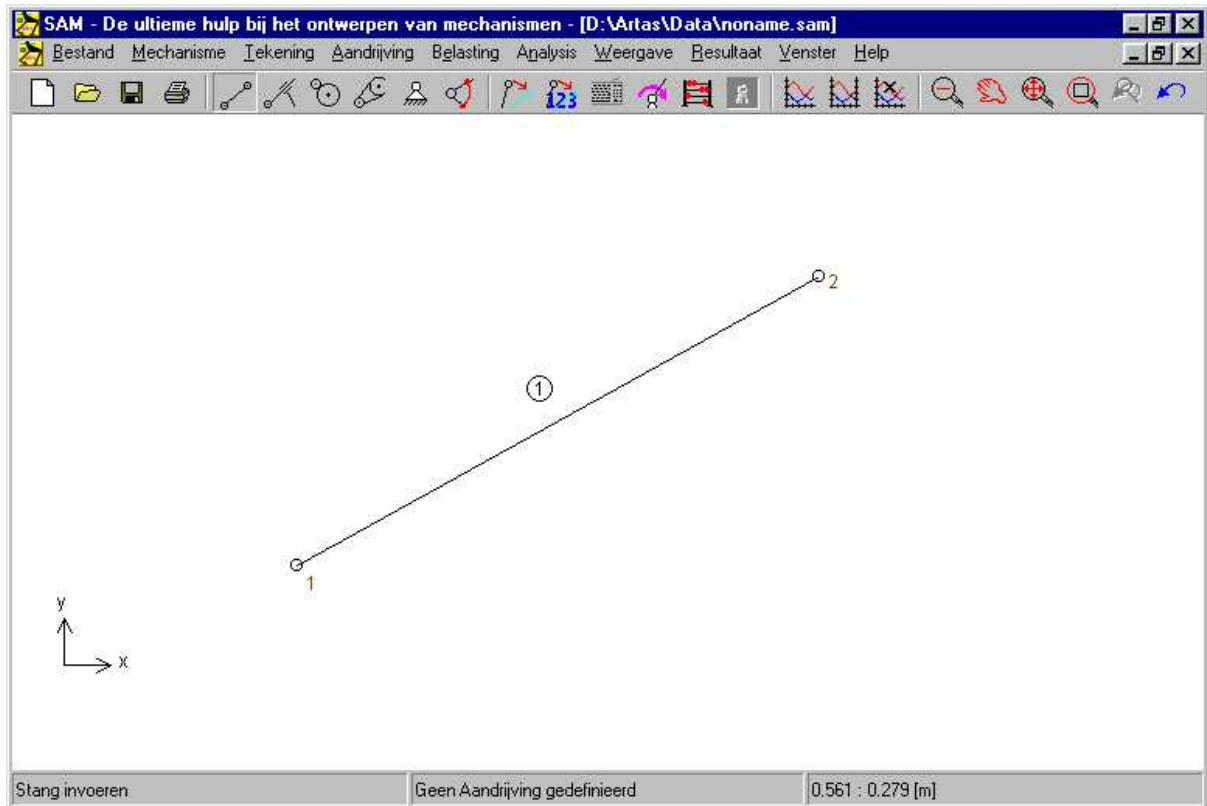 SAM - De ultieme hulp bij het ontwerpen van mechanismen - [D:\Artas\Data\noname.sam]
Bestand Mechanisme Tekening Aandrijving Belasting Analysis Weergave Resultaat Venster Help
123
2
1
1
y
x
Stang invoeren Geen Aandrijving gedefinieerd 0.561 : 0.279 [m]